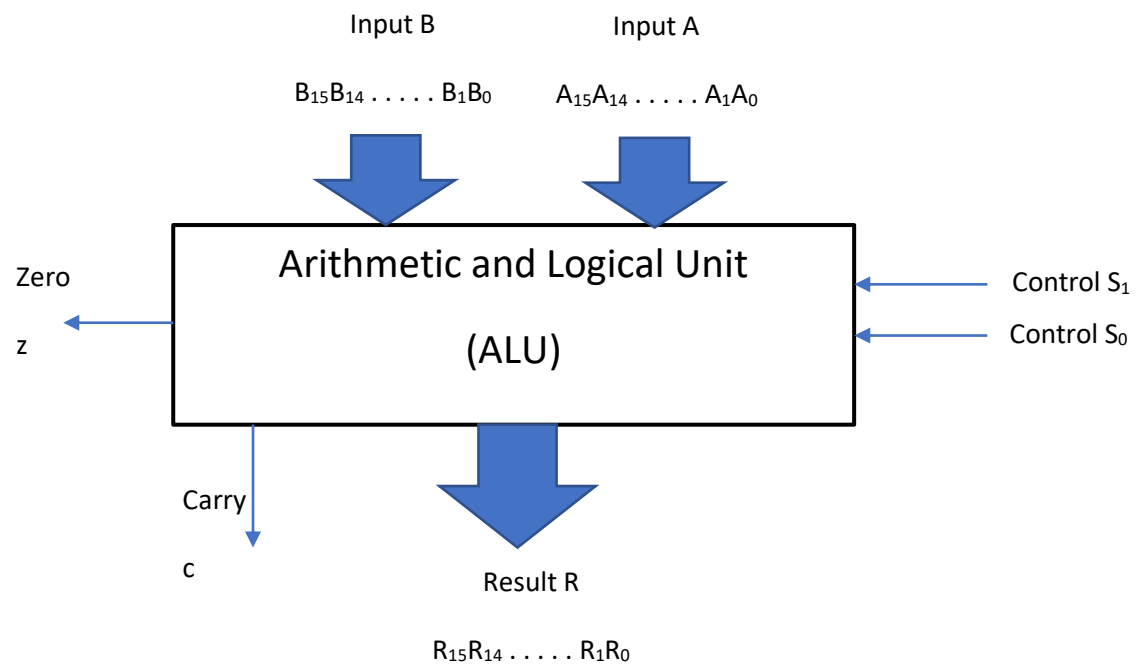 Input B
Input A
B₁₅B₁₄ . . . . . B₁B₀
A₁₅A₁₄ . . . . . A₁A₀
Arithmetic and Logical Unit
(ALU)
Zero
z
Control S₁
Control S₀
Carry
c
Result R
R₁₅R₁₄ . . . . . R₁R₀